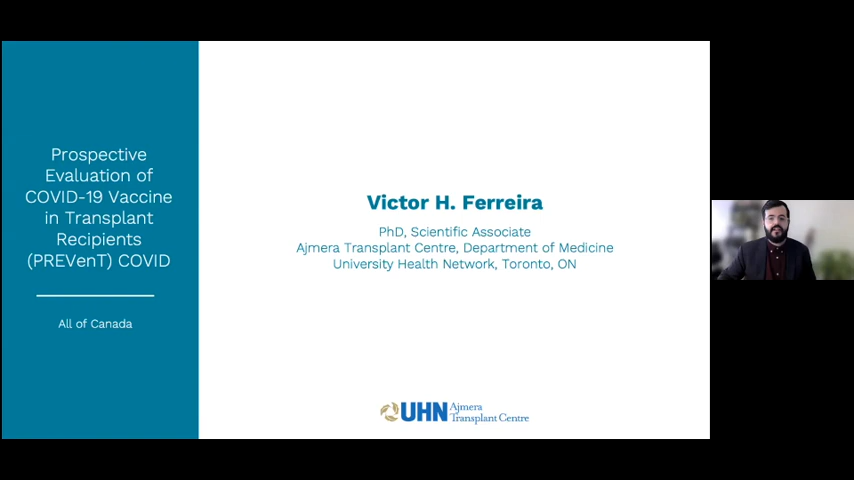 Prospective
Evaluation of
COVID-19 Vaccine
in Transplant
Recipients
(PREVenT) COVID
All of Canada
Victor H. Ferreira
PhD, Scientific Associate
Ajmera Transplant Centre, Department of Medicine
University Health Network, Toronto, ON
UHN Ajmera
Transplant Centre